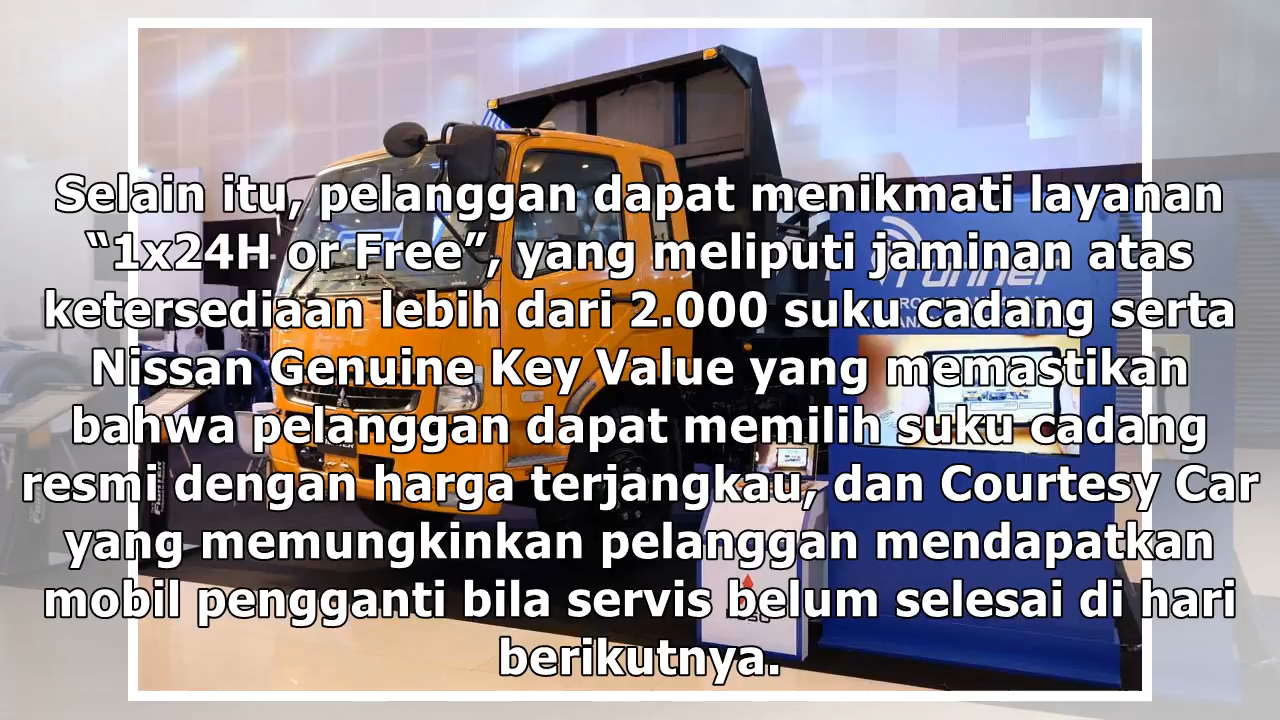 Selain itu, pelanggan dapat menikmati layanan
“1x24H or Free”, yang meliputi jaminan atas
ketersediaan lebih dari 2.000 suku cadang serta
Nissan Genuine Key Value yang memastikan
bahwa pelanggan dapat memilih suku cadang
resmi dengan harga terjangkau, dan Courtesy Car
yang memungkinkan pelanggan mendapatkan
mobil pengganti bila servis belum selesai di hari
berikutnya.